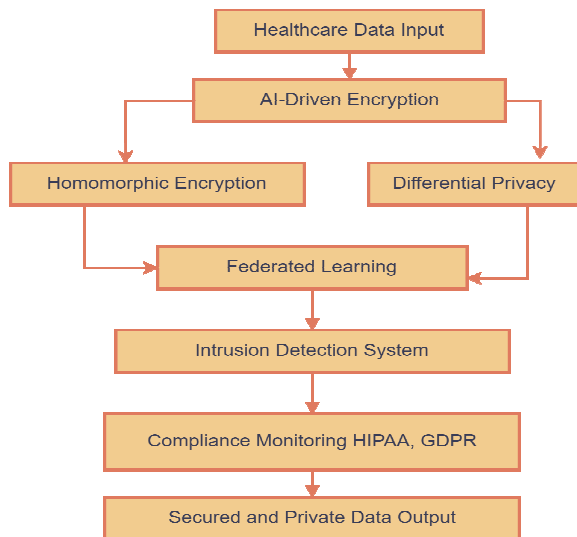 Healthcare Data Input
AI-Driven Encryption
Homomorphic Encryption
Differential Privacy
Federated Learning
Intrusion Detection System
Compliance Monitoring HIPAA, GDPR
Secured and Private Data Output